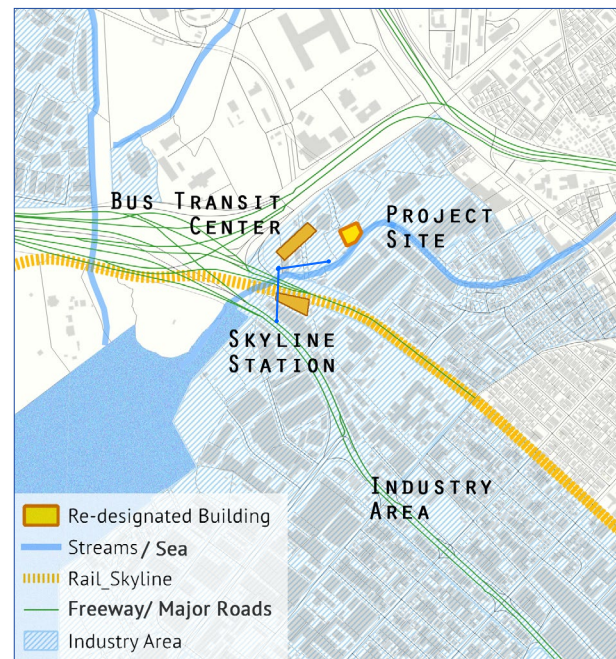 BUS TRANSIT
CENTER
PROJECT
SITE
SKYLINE
STATION
INDUSTRY
AREA
Re-designated Building
Streams/ Sea
Rail_Skyline
Freeway/ Major Roads
Industry Area